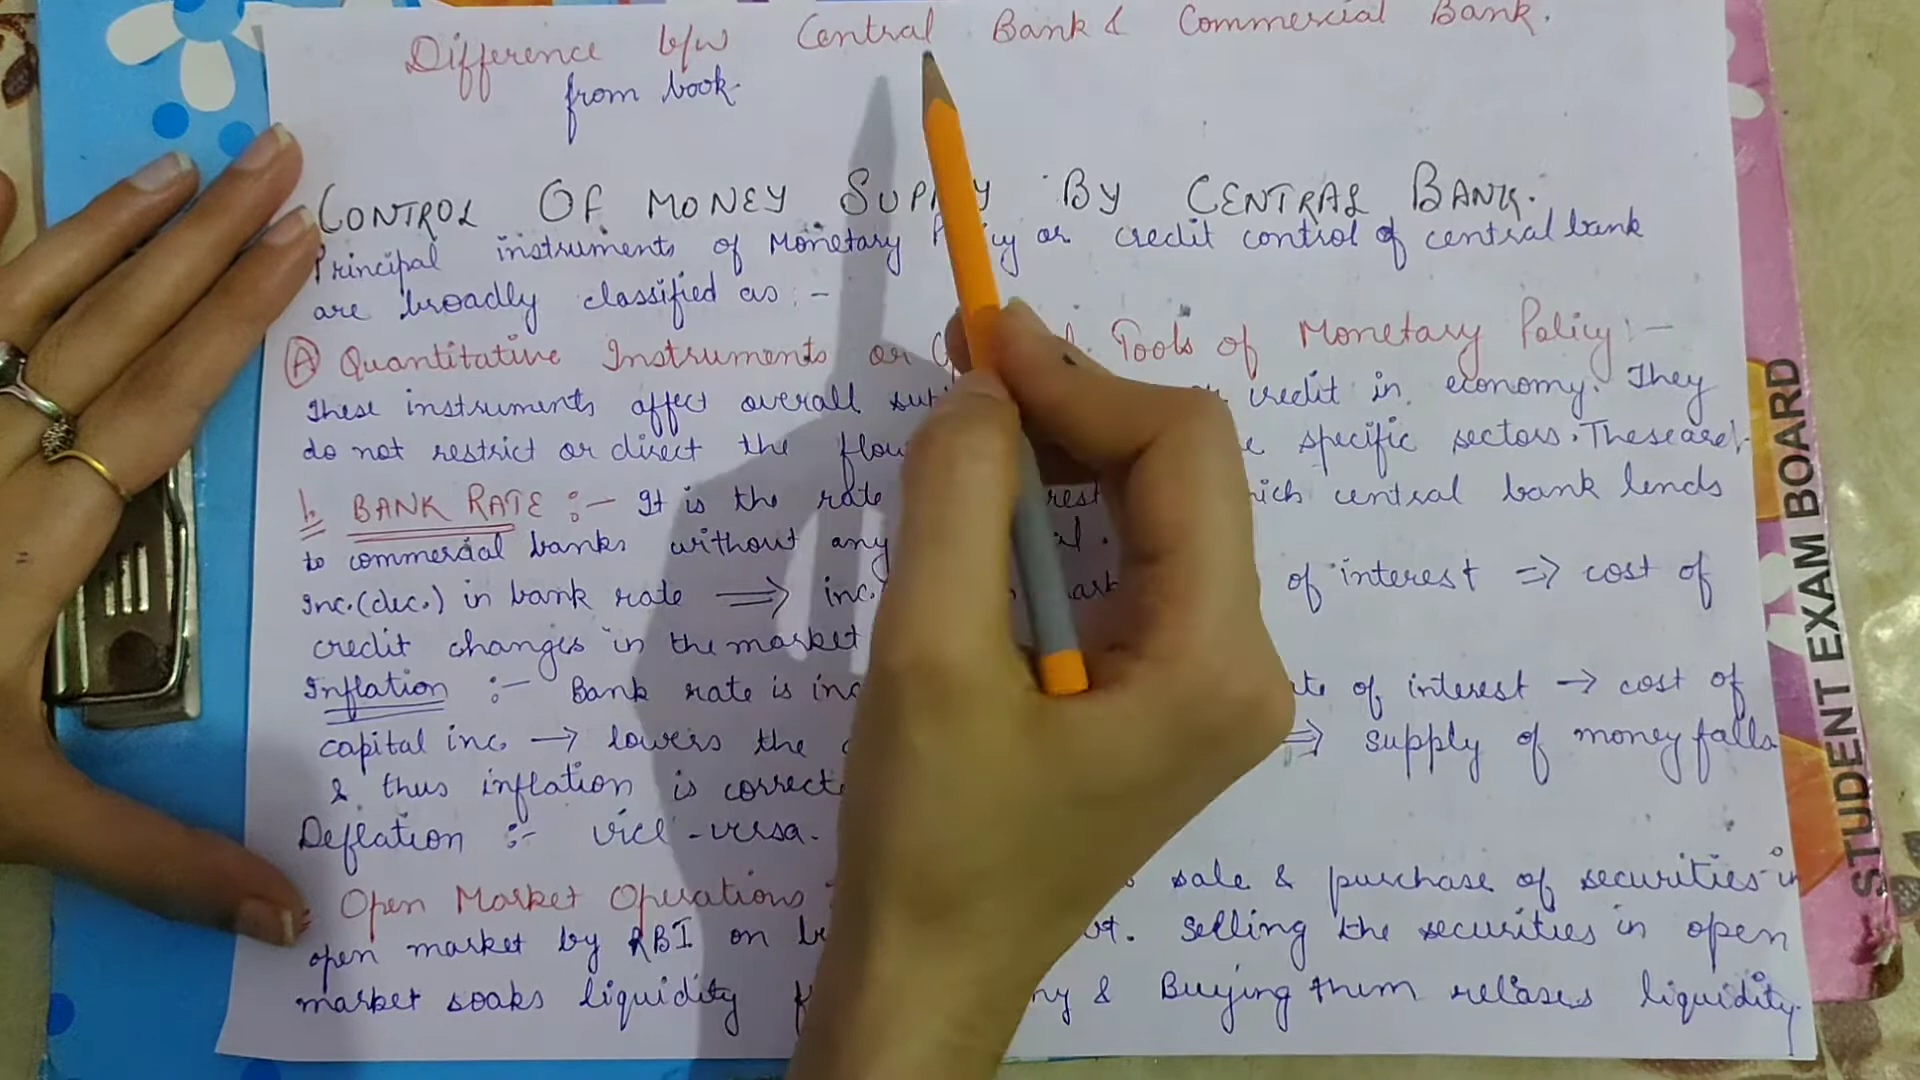 Difference b/w Central Bank & Commercial Bank.
from book.
CONTROL OF MONEY BY CENTRAL BANK.
Principal instruments of Monetary or credit control of central bank
are broadly classified as :-
(A) Quantitative Instruments or Tools of Monetary Policy :-
These instruments affect overall credit in economy. They
do not restrict or direct the specific sectors. These are :-
1. BANK RATE :- It is the rate central bank lends
to commercial banks without any
Inc. (dec.) in bank rate => inc. of interest => cost of
credit changes in the market
Inflation :- Bank rate is of interest -> cost of
capital inc. -> lowers the => supply of money falls
& thus inflation is
Deflation :- vice-versa.
Open Market Operations sale & purchase of securities in
open market by RBI on Selling the securities in open
market soaks liquidity & Buying them relases liquidity.
STUDENT EXAM BOARD